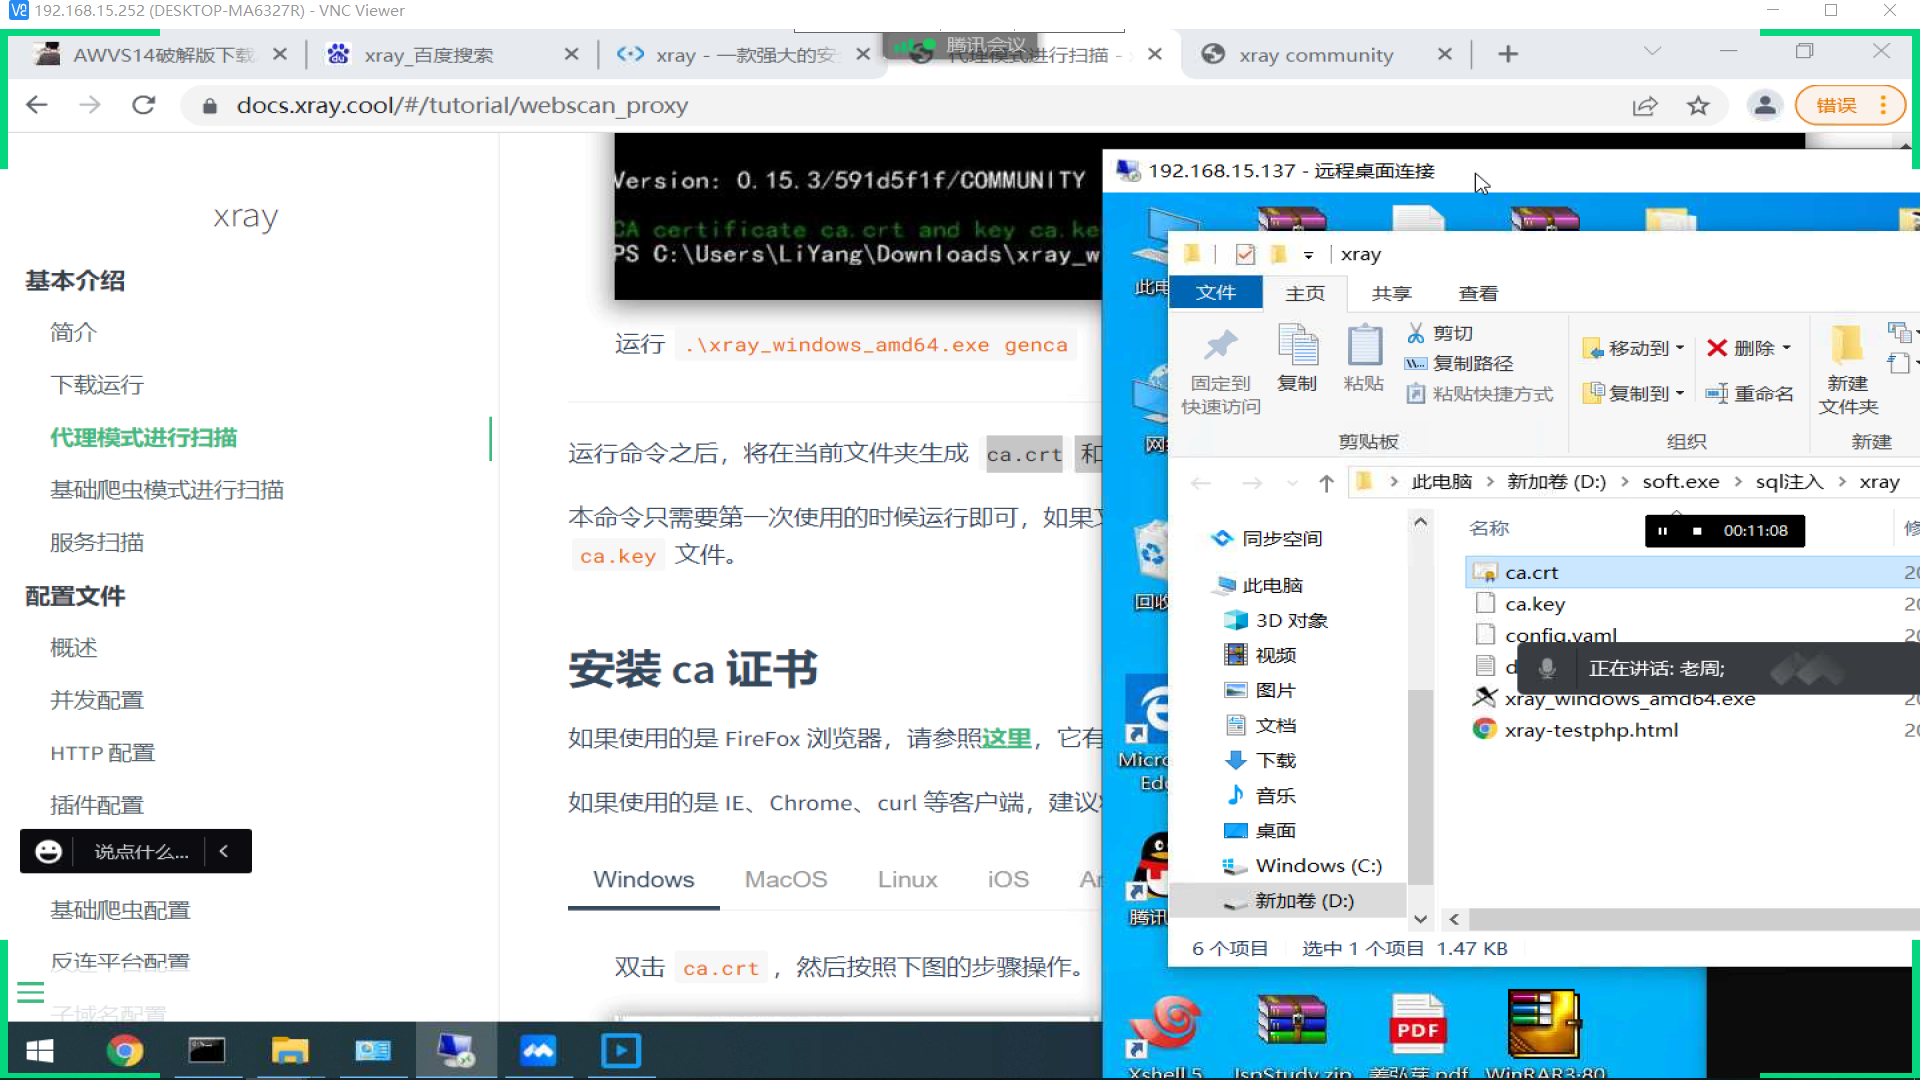 192.168.15.252 (DESKTOP-MA6327R) - VNC Viewer
AWVS14破解版下载
xray_百度搜索
xray - 一款强大的安
腾讯会议
代理模式进行扫描 -
xray community
docs.xray.cool/#/tutorial/webscan_proxy
错误
xray
基本介绍
简介
下载运行
代理模式进行扫描
基础爬虫模式进行扫描
服务扫描
配置文件
概述
并发配置
HTTP 配置
插件配置
说点什么...
基础爬虫配置
反连平台配置
子域名配置
Version: 0.15.3/591d5f1f/COMMUNITY
CA certificate ca.crt and key ca.ke
PS C:\Users\LiYang\Downloads\xray_w
运行 .\xray_windows_amd64.exe genca
运行命令之后，将在当前文件夹生成 ca.crt 和
本命令只需要第一次使用的时候运行即可，如果
ca.key 文件。
安装 ca 证书
如果使用的是 FireFox 浏览器，请参照这里，它有
如果使用的是 IE、Chrome、curl 等客户端，建议
Windows
MacOS
Linux
iOS
双击 ca.crt ，然后按照下图的步骤操作。
192.168.15.137 - 远程桌面连接
此电
网
回收
Micro
Ed
腾讯
xray
文件
主页
共享
查看
固定到
快速访问
复制
粘贴
剪切
复制路径
粘贴快捷方式
移动到
复制到
删除
重命名
新建
文件夹
剪贴板
组织
新建
此电脑 > 新加卷 (D:) > soft.exe > sql注入 > xray
同步空间
此电脑
3D 对象
视频
图片
文档
下载
音乐
桌面
Windows (C:)
新加卷 (D:)
名称
修
00:11:08
ca.crt
20
ca.key
20
config.yaml
20
d
正在讲话: 老周;
xray_windows_amd64.exe
20
xray-testphp.html
20
6 个项目
选中 1 个项目 1.47 KB
PDF
Xshell 5
JspStudy.zip
WinRAR3.80